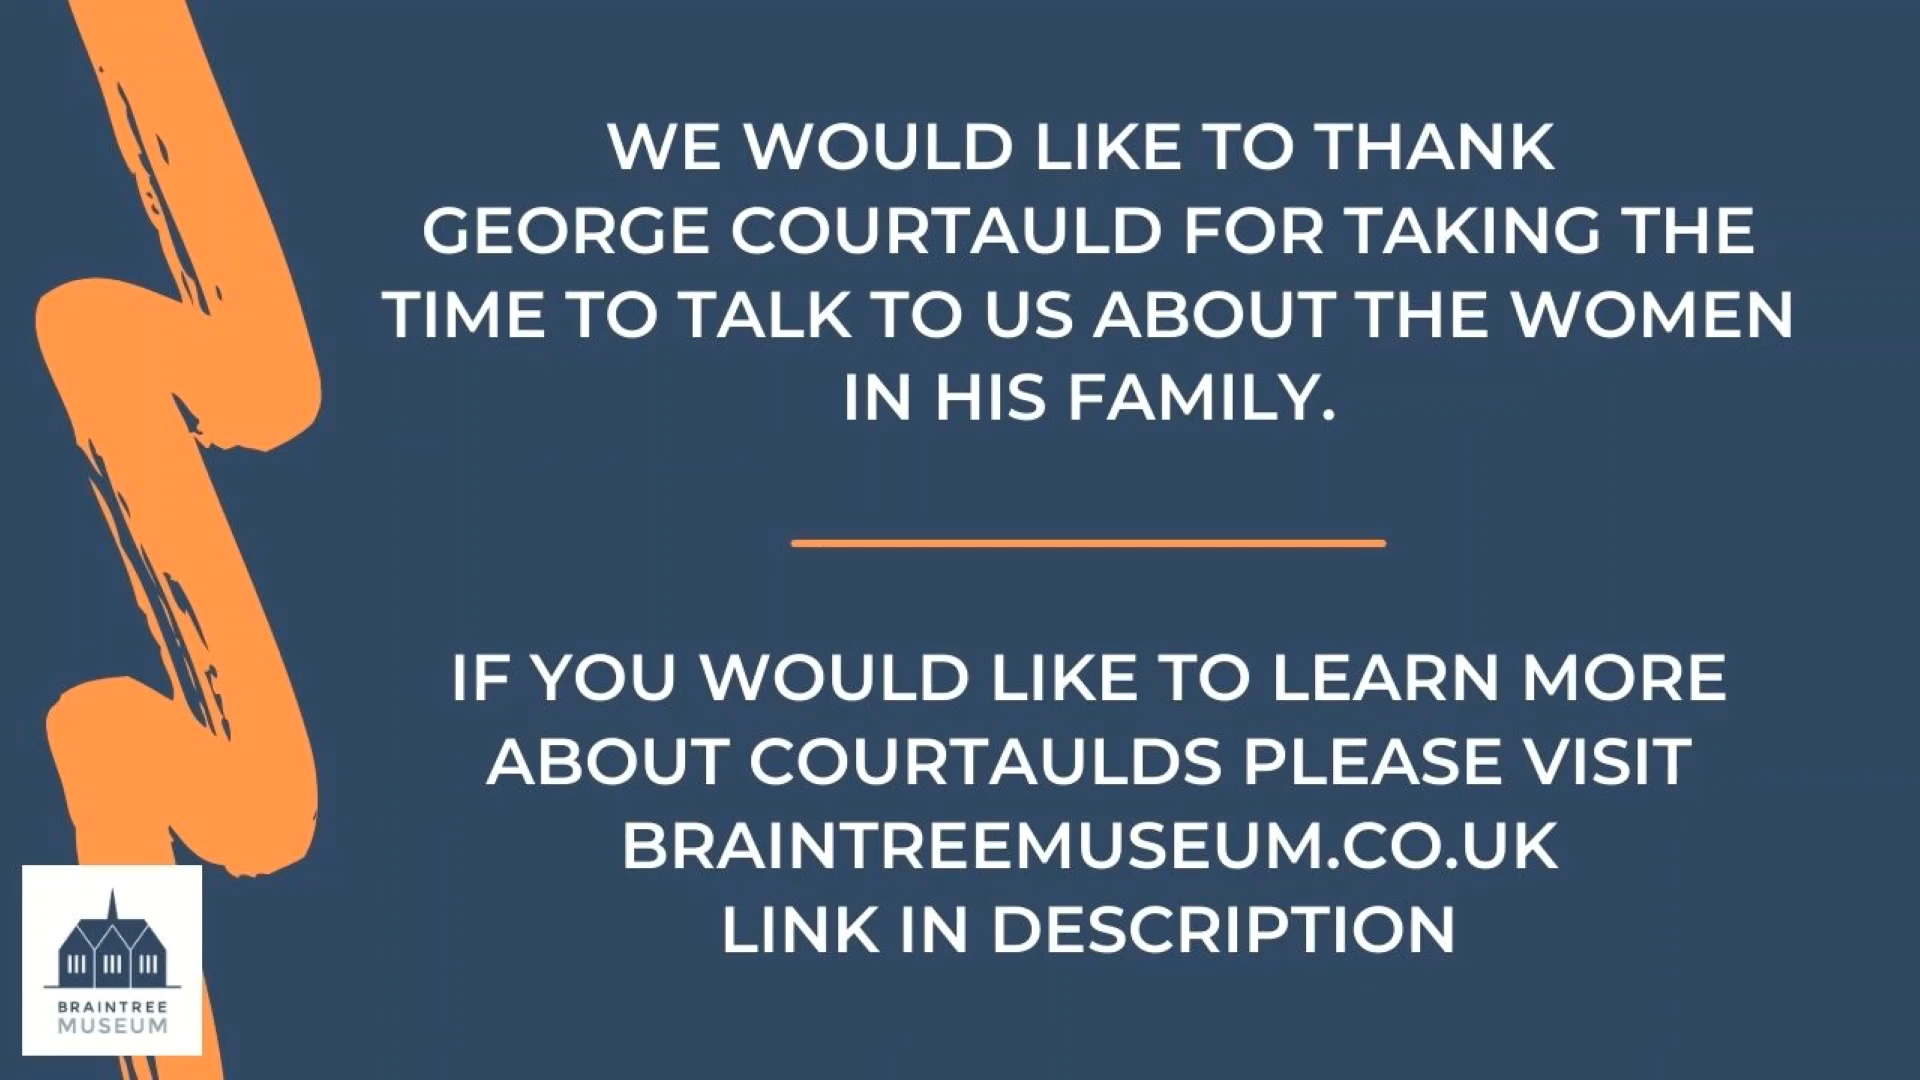 WE WOULD LIKE TO THANK
GEORGE COURTAULD FOR TAKING THE
TIME TO TALK TO US ABOUT THE WOMEN
IN HIS FAMILY.
IF YOU WOULD LIKE TO LEARN MORE
ABOUT COURTAULDS PLEASE VISIT
BRAINTREEMUSEUM.CO.UK
LINK IN DESCRIPTION
BRAINTREE
MUSEUM